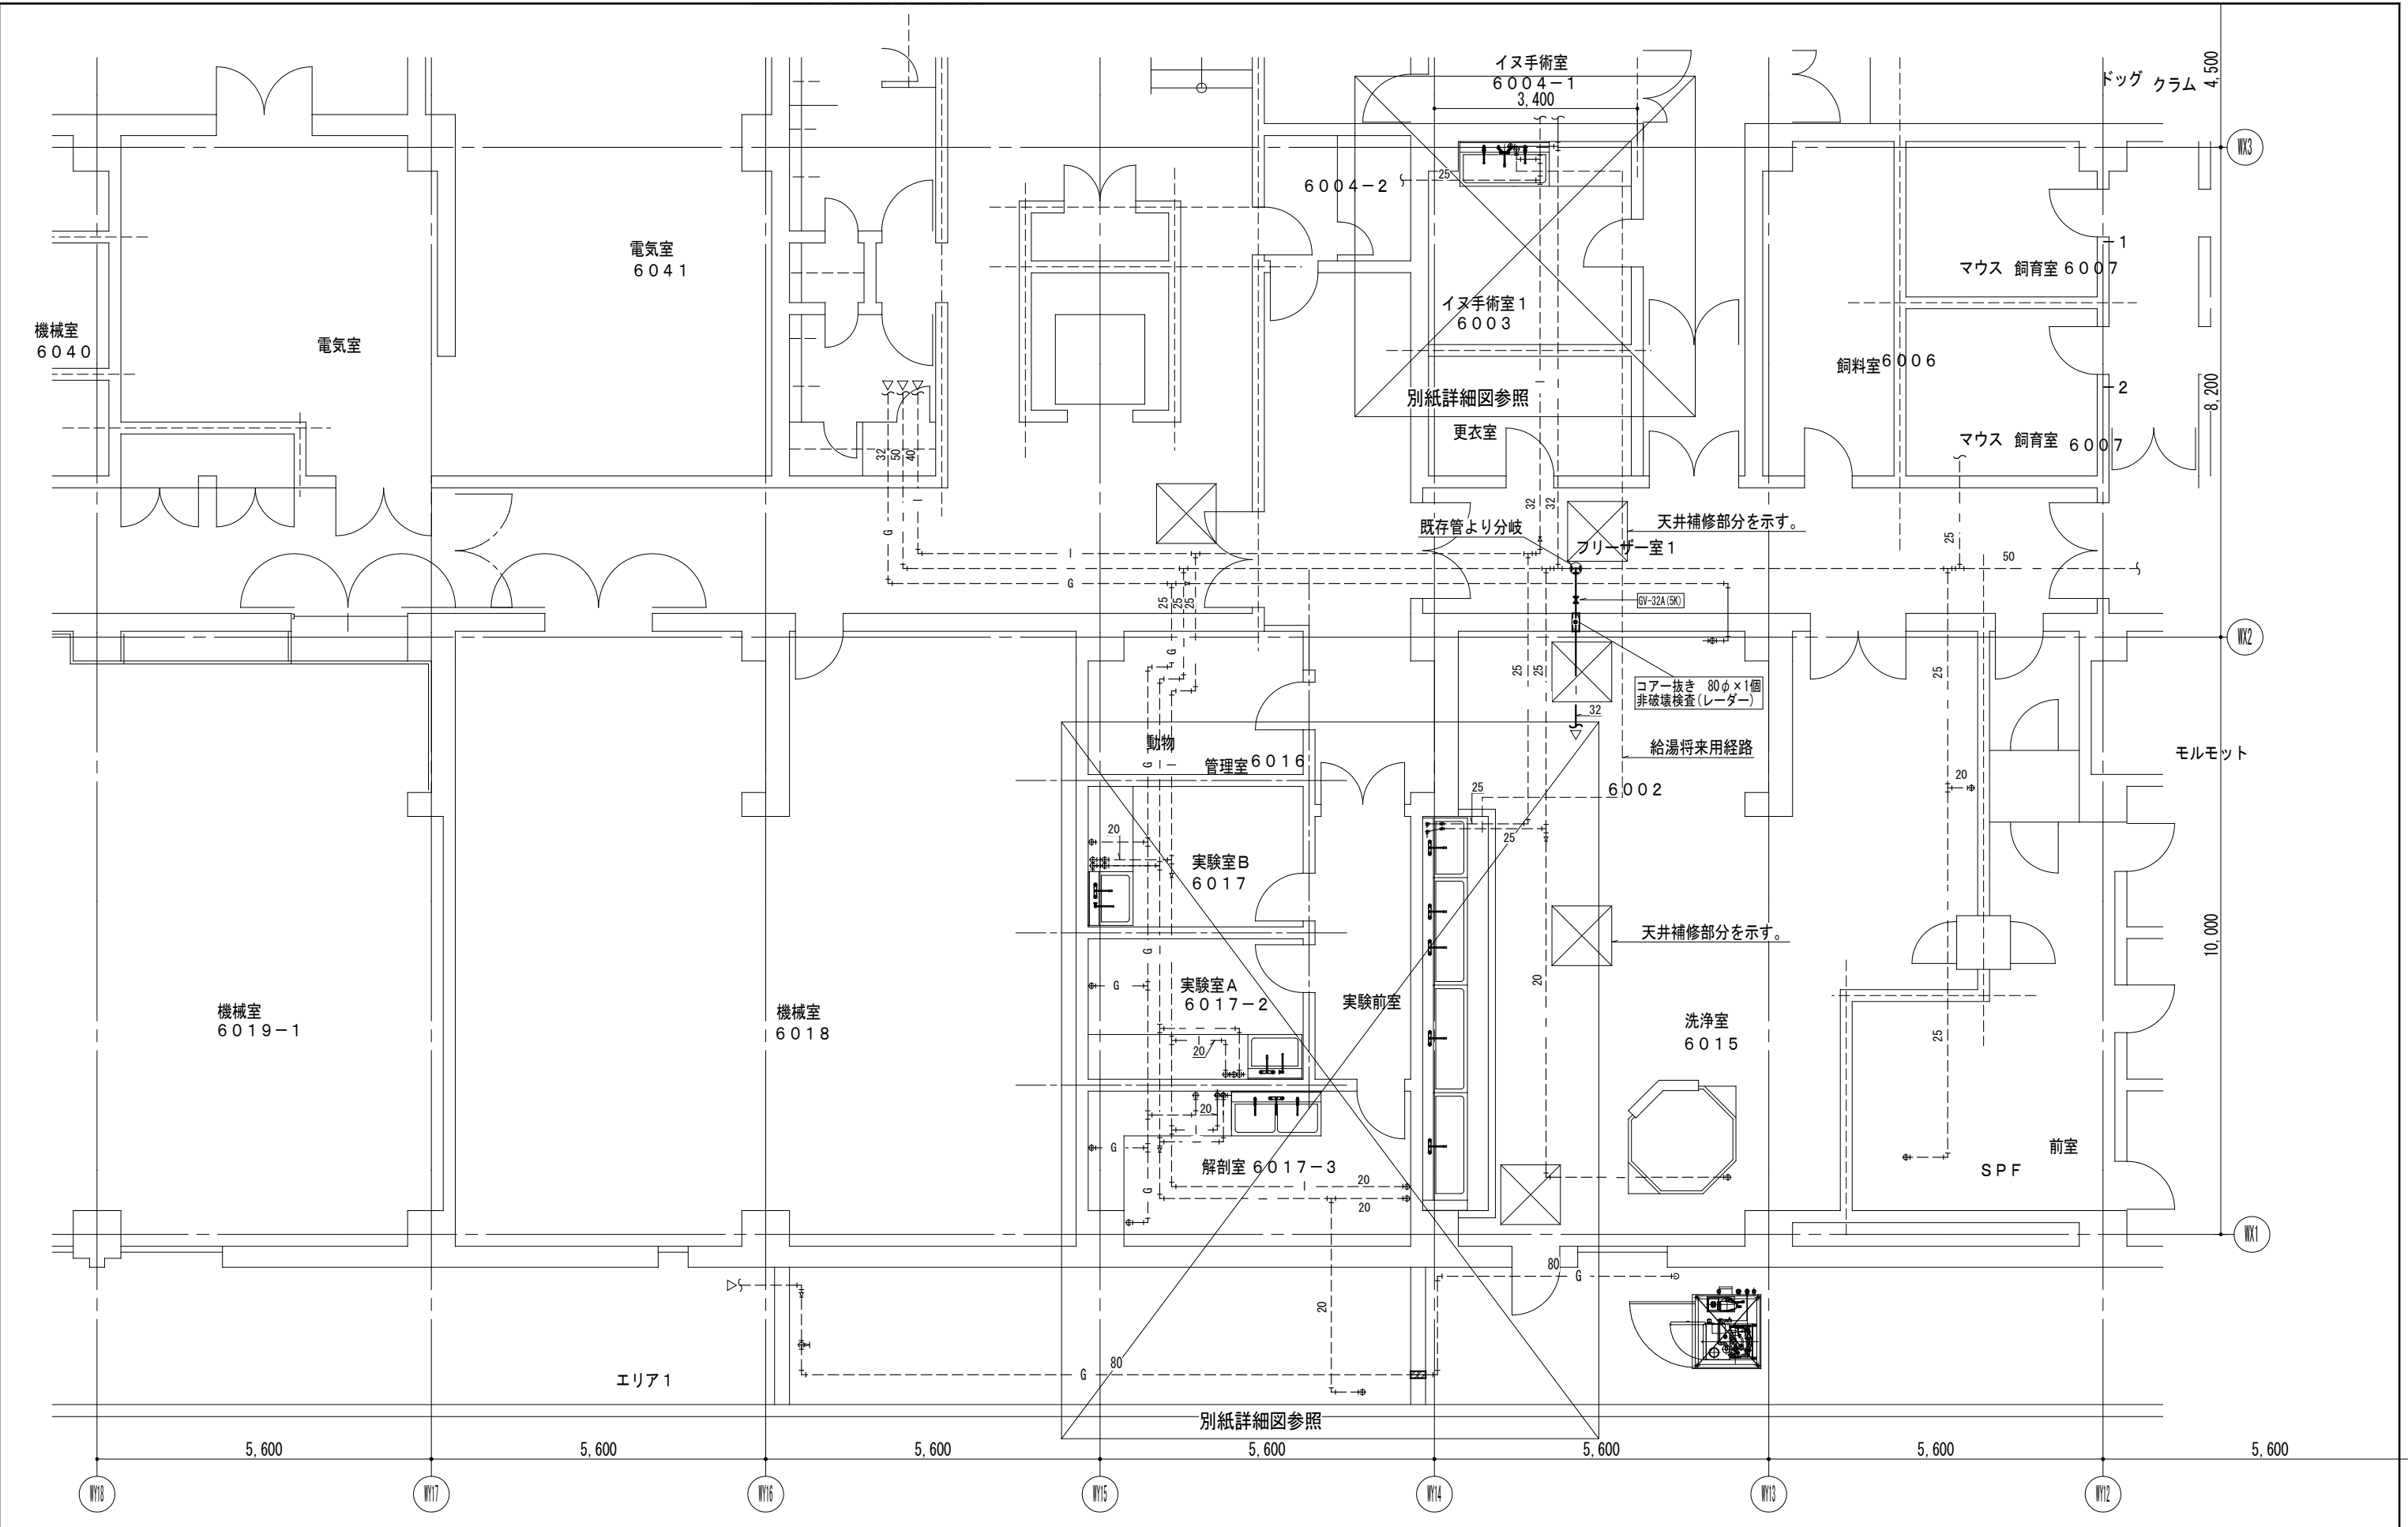 イヌ手術室
6004-1
3,400
ドッグ クラム
4,500
WX3
6004-2
25
電気室
6041
マウス 飼育室 6007
-1
イヌ手術室1
6003
機械室
6040
電気室
飼料室 6006
別紙詳細図参照
-2
8,200
更衣室
マウス 飼育室 6007
32
50
40
32
32
既存管より分岐
天井補修部分を示す。
フリーザー室1
G
25
50
G
GV-32A(5K)
25
25
25
WX2
G
25
25
25
コアー抜き 80φ×1個
非破壊検査(レーダー)
32
動物
管理室 6016
G
給湯将来用経路
モルモット
20
6002
25
20
25
実験室B
6017
天井補修部分を示す。
10,000
G
実験室A
6017-2
G
実験前室
20
機械室
6019-1
機械室
6018
洗浄室
6015
25
20
20
G
解剖室 6017-3
前室
SPF
G
20
20
WX1
80
G
20
80
G
エリア1
別紙詳細図参照
5,600
5,600
5,600
5,600
5,600
5,600
5,600
WY18
WY17
WY16
WY15
WY14
WY13
WY12